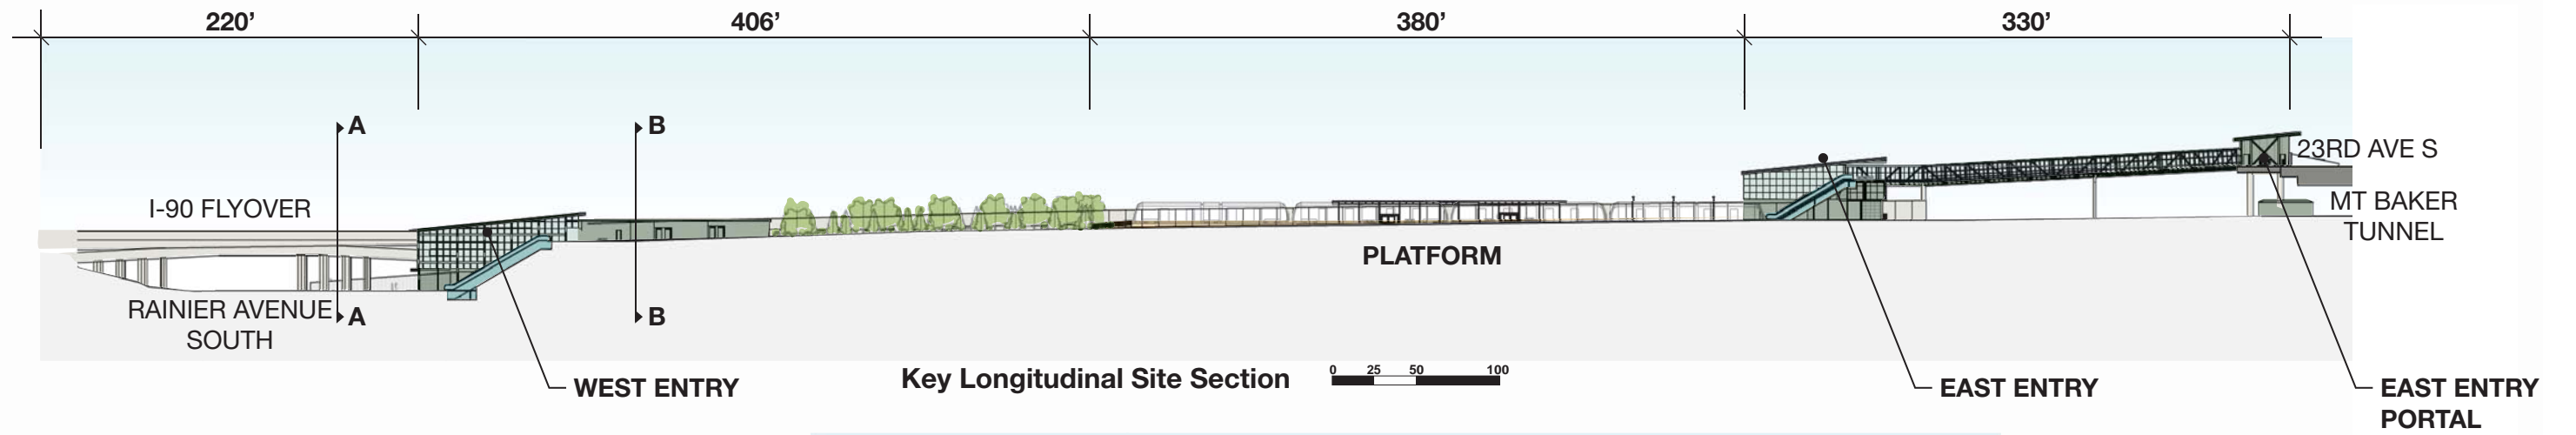 220’
406’
380’
330’
A
B
23RD AVE S
I-90 FLYOVER
MT BAKER
TUNNEL
PLATFORM
RAINIER AVENUE
SOUTH
A
B
Key Longitudinal Site Section
0 25 50 100
WEST ENTRY
EAST ENTRY
EAST ENTRY
PORTAL